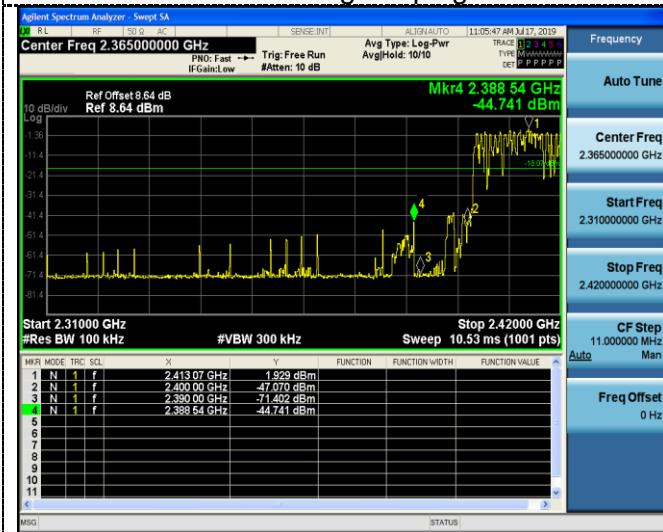 Agilent Spectrum Analyzer - Swept SA
RL RF 50 Ω AC SENSE:INT ALIGNAUTO 11:05:47 AM Jul 17, 2019
Center Freq 2.365000000 GHz
PNO: Fast
IFGain:Low
Trig: Free Run
#Atten: 10 dB
Avg Type: Log-Pwr
Avg|Hold: 10/10
TRACE 1 2 3 4 5 6
TYPE M
DET P P P P P P
Frequency
Auto Tune
Center Freq
2.365000000 GHz
Start Freq
2.310000000 GHz
Stop Freq
2.420000000 GHz
CF Step
11.000000 MHz
Auto Man
Freq Offset
0 Hz
Mkr4 2.388 54 GHz
-44.741 dBm
Ref Offset 8.64 dB
10 dB/div Ref 8.64 dBm
Log
-1.36
-11.4
-21.4
-31.4
-41.4
-51.4
-61.4
-71.4
-81.4
1
2
3
4
Start 2.31000 GHz
Stop 2.42000 GHz
#Res BW 100 kHz #VBW 300 kHz Sweep 10.53 ms (1001 pts)
MKR MODE TRC SCL X Y FUNCTION FUNCTION WIDTH FUNCTION VALUE
1 N 1 f 2.413 07 GHz 1.929 dBm
2 N 1 f 2.400 00 GHz -47.070 dBm
3 N 1 f 2.390 00 GHz -71.402 dBm
4 N 1 f 2.388 54 GHz -44.741 dBm
5
6
7
8
9
10
11
MSG STATUS